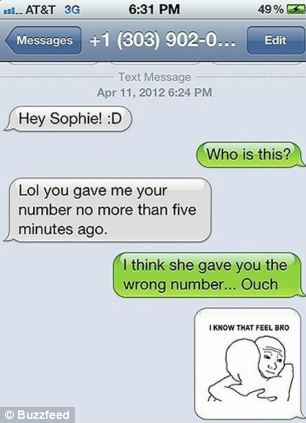 AT&T 3G 6:31 PM 49%
Messages +1 (303) 902-0... Edit
Text Message
Apr 11, 2012 6:24 PM
Hey Sophie! :D
Who is this?
Lol you gave me your
number no more than five
minutes ago.
I think she gave you the
wrong number... Ouch
I KNOW THAT FEEL BRO
© Buzzfeed